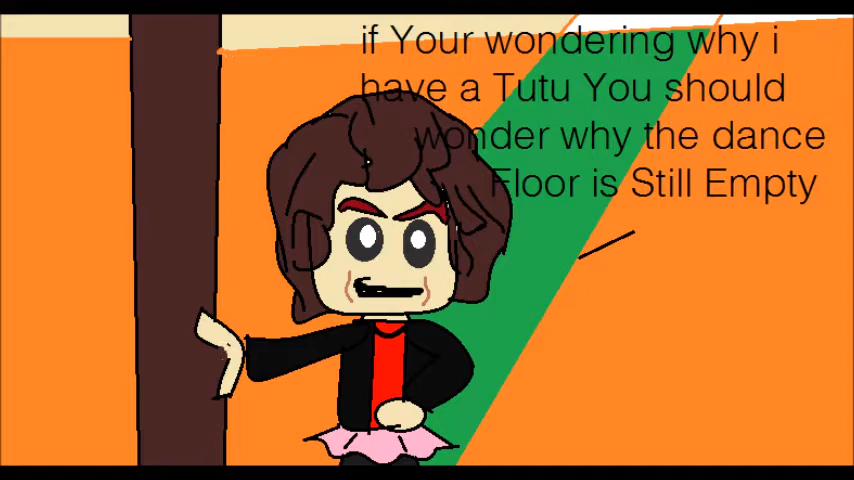 if Your wondering why i
have a Tutu You should
wonder why the dance
Floor is Still Empty